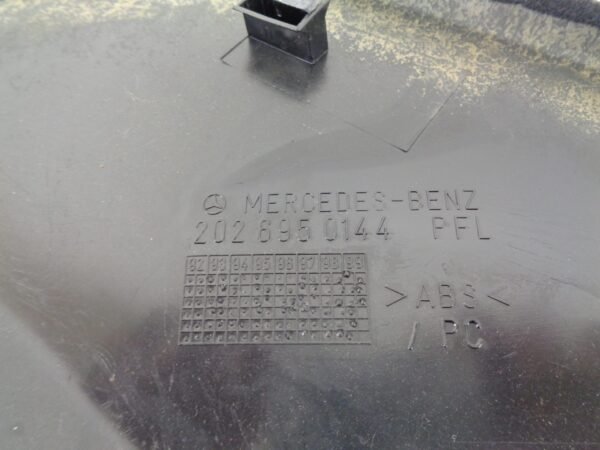 MERCEDES-BENZ
202 695 0144 PFL
92 93 94 95 96 97 98 99
>ABS<
/ PC